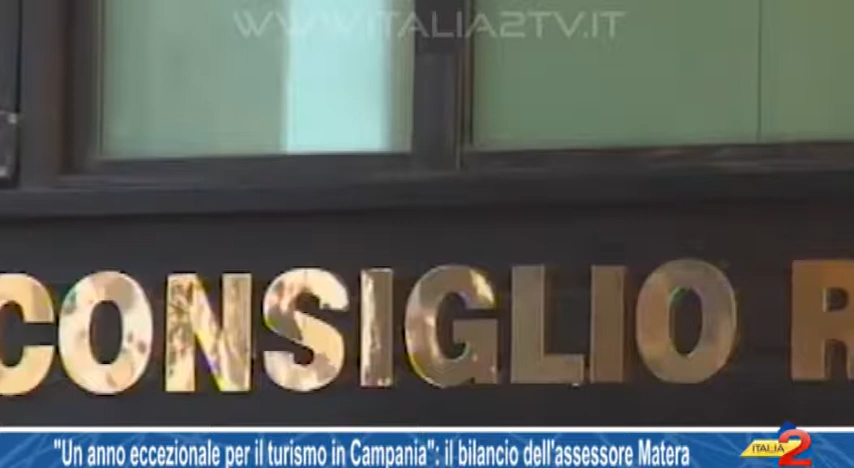 WWW.ITALIA2TV.IT
CONSIGLIO R
"Un anno eccezionale per il turismo in Campania": il bilancio dell'assessore Matera
ITALIA 2